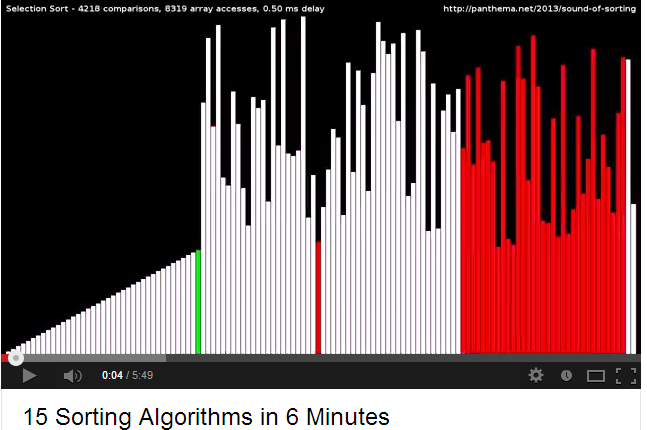 Selection Sort - 4218 comparisons, 8319 array accesses, 0.50 ms delay
http://panthema.net/2013/sound-of-sorting
0:04 / 5:49
15 Sorting Algorithms in 6 Minutes